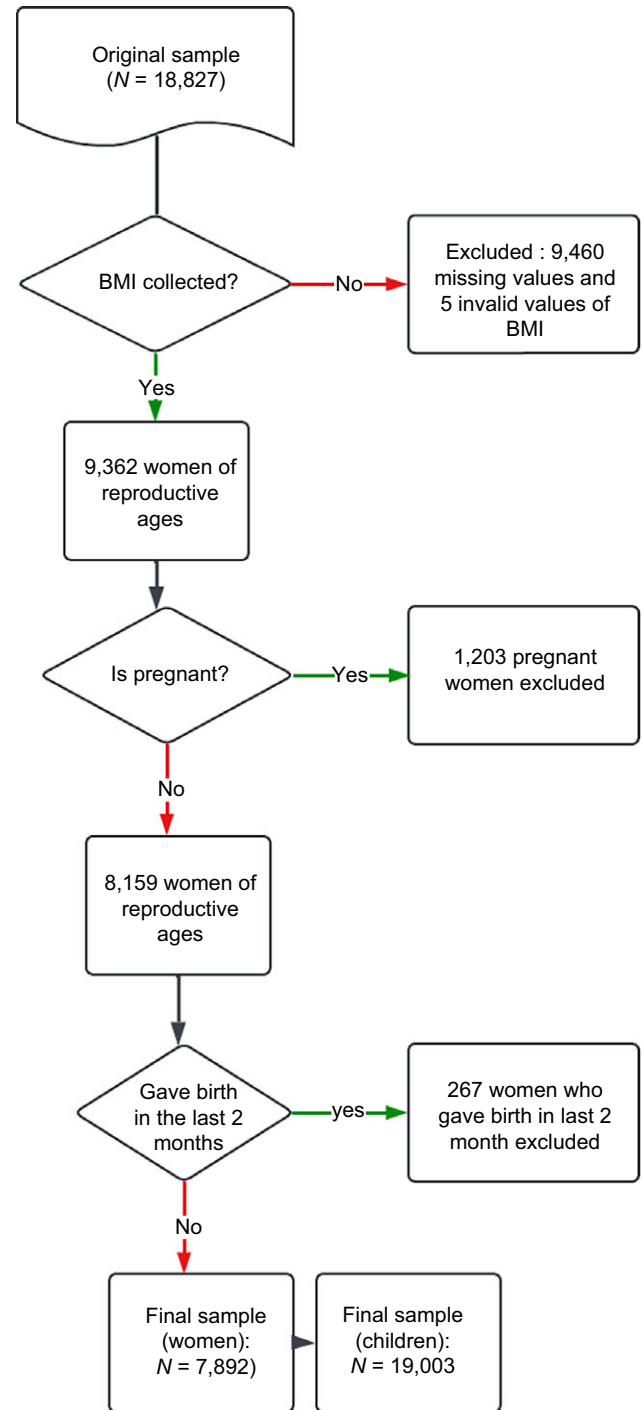 Original sample
(N = 18,827)
BMI collected?
No
Excluded : 9,460
missing values and
5 invalid values of
BMI
Yes
9,362 women of
reproductive
ages
Is pregnant?
Yes
1,203 pregnant
women excluded
No
8,159 women of
reproductive
ages
Gave birth
in the last 2
months
yes
267 women who
gave birth in last 2
month excluded
No
Final sample
(women):
N = 7,892)
Final sample
(children):
N = 19,003